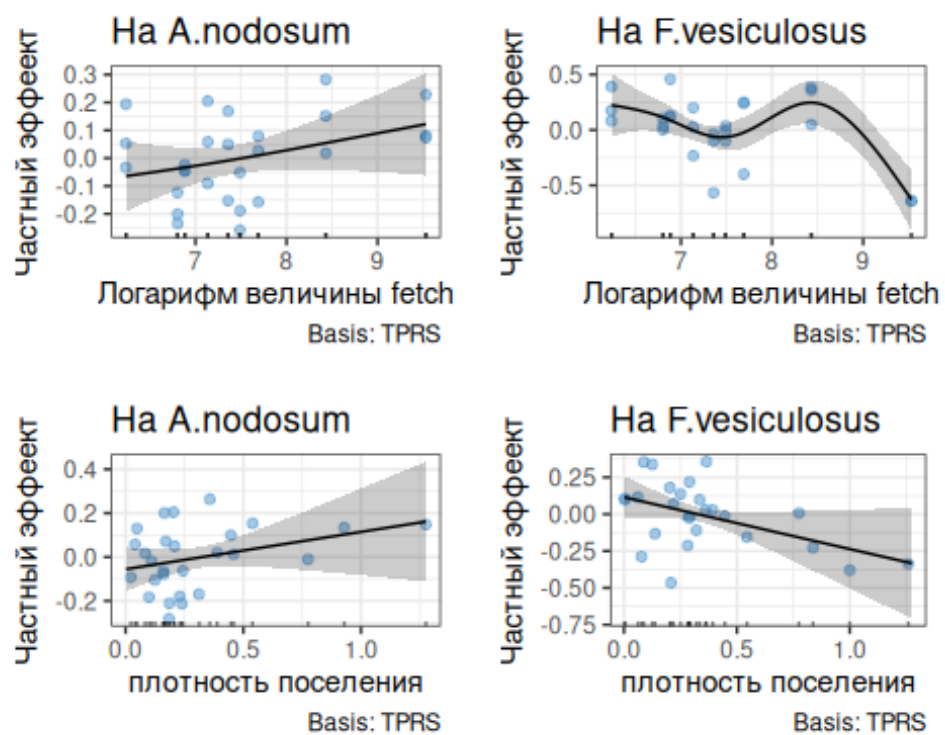 На A.nodosum
Частный эффеект
0.3
0.2
0.1
0.0
-0.1
-0.2
7 8 9
Логарифм величины fetch
Basis: TPRS
На F.vesiculosus
Частный эффеект
0.5
0.0
-0.5
7 8 9
Логарифм величины fetch
Basis: TPRS
На A.nodosum
Частный эффеект
0.4
0.2
0.0
-0.2
0.0 0.5 1.0
плотность поселения
Basis: TPRS
На F.vesiculosus
Частный эффеект
0.25
0.00
-0.25
-0.50
-0.75
0.0 0.5 1.0
плотность поселения
Basis: TPRS